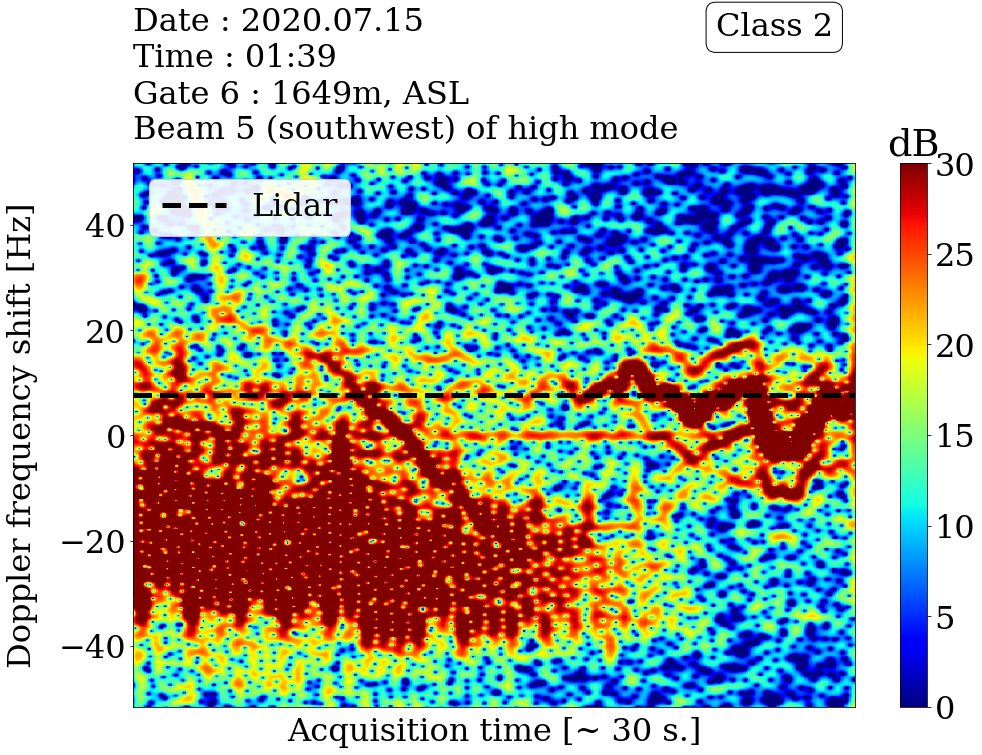 Date : 2020.07.15
Time : 01:39
Gate 6 : 1649m, ASL
Beam 5 (southwest) of high mode
Class 2
dB
Lidar
Doppler frequency shift [Hz]
40
20
0
−20
−40
Acquisition time [~ 30 s.]
30
25
20
15
10
5
0